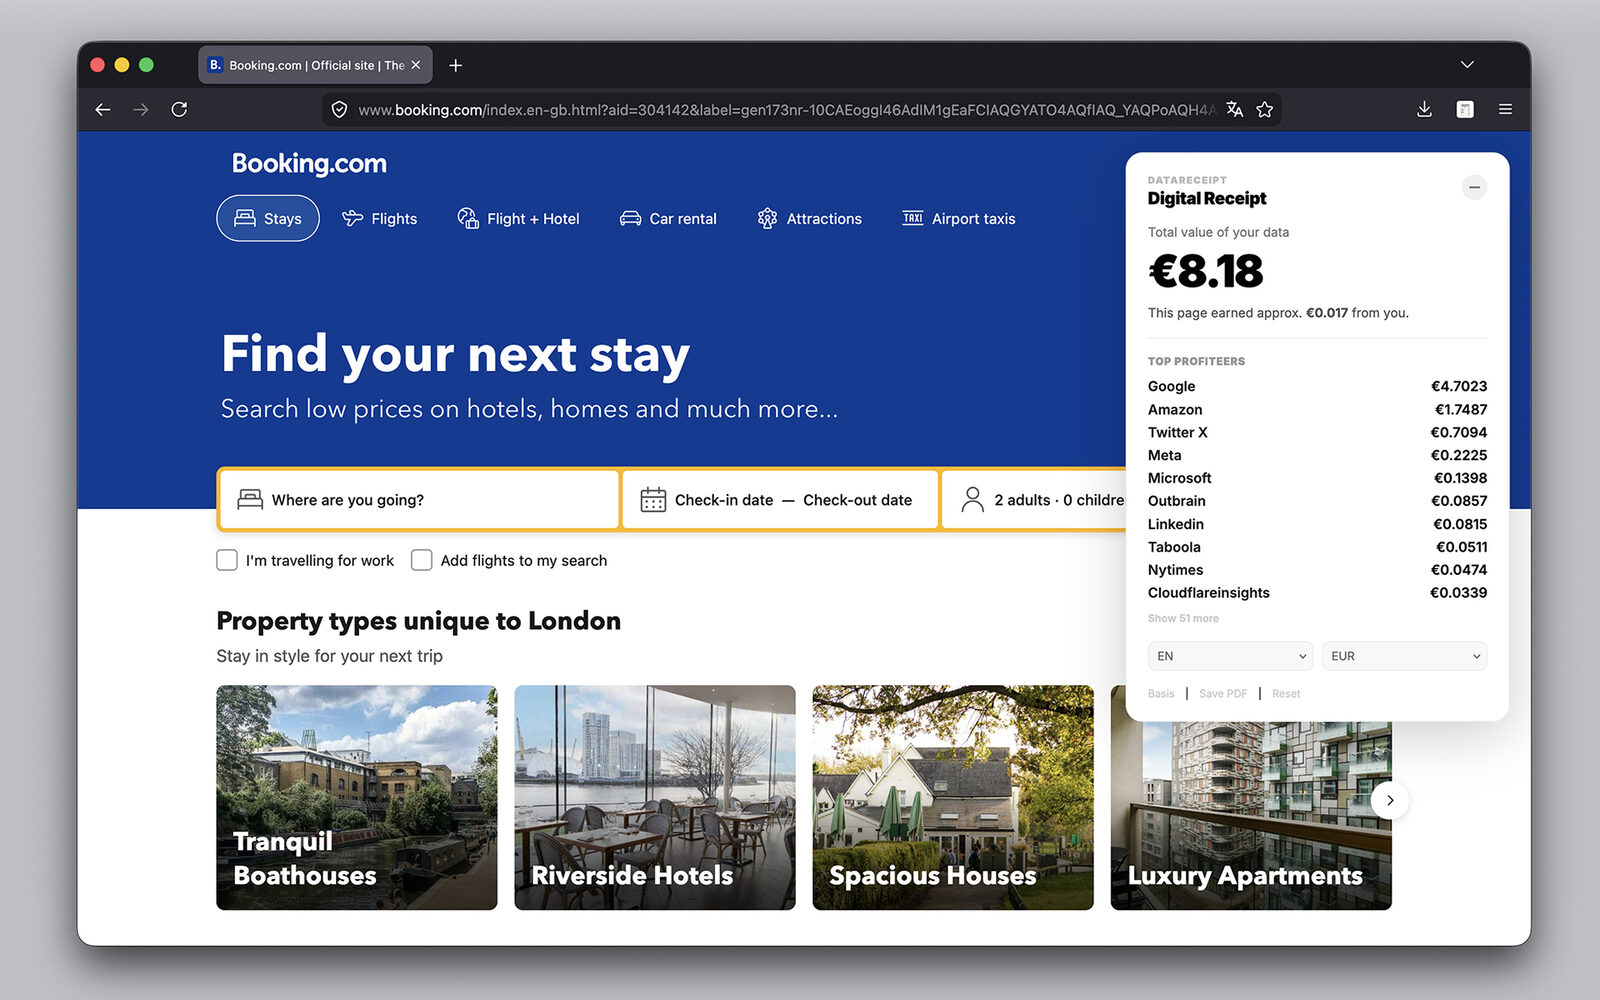 B. Booking.com | Official site | The
www.booking.com/index.en-gb.html?aid=304142&label=gen173nr-10CAEoggI46AdIM1gEaFCIAQGYATO4AQfIAQ_YAQPoAQH4A
Booking.com
Stays
Flights
Flight + Hotel
Car rental
Attractions
TAXI Airport taxis
Find your next stay
Search low prices on hotels, homes and much more...
Where are you going?
Check-in date — Check-out date
2 adults · 0 childre
I'm travelling for work
Add flights to my search
Property types unique to London
Stay in style for your next trip
Tranquil
Boathouses
Riverside Hotels
Spacious Houses
Luxury Apartments
DATARECEIPT
Digital Receipt
Total value of your data
€8.18
This page earned approx. €0.017 from you.
TOP PROFITEERS
Google €4.7023
Amazon €1.7487
Twitter X €0.7094
Meta €0.2225
Microsoft €0.1398
Outbrain €0.0857
Linkedin €0.0815
Taboola €0.0511
Nytimes €0.0474
Cloudflareinsights €0.0339
Show 51 more
EN
EUR
Basis | Save PDF | Reset